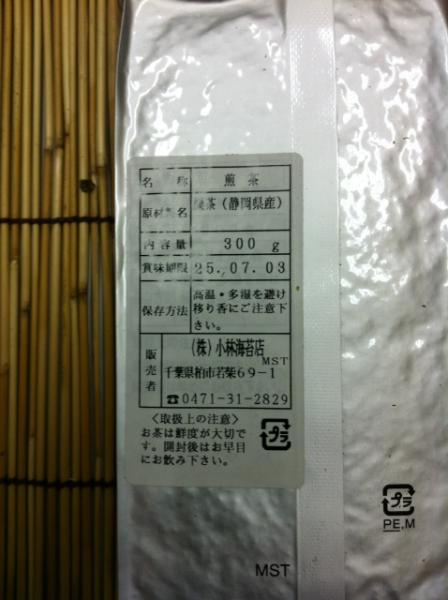 名称 煎茶
原材料名 緑茶(静岡県産)
内容量 300g
賞味期限 25.07.03
保存方法 高温・多湿を避け
移り香にご注意下
さい。
販売者 (株)小林海苔店
MST
千葉県柏市若柴69-1
☎0471-31-2829
〈取扱上の注意〉
お茶は鮮度が大切で
す。開封後はお早目
にお飲み下さい。
プラ
プラ
PE,M
MST